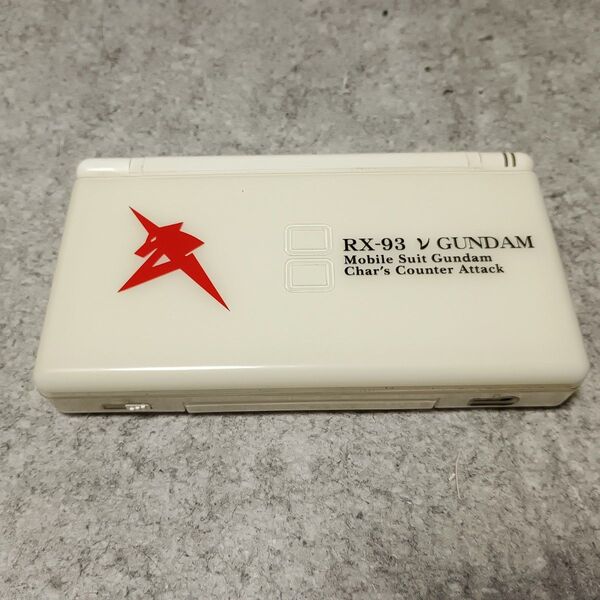 RX-93 ν GUNDAM
Mobile Suit Gundam
Char's Counter Attack